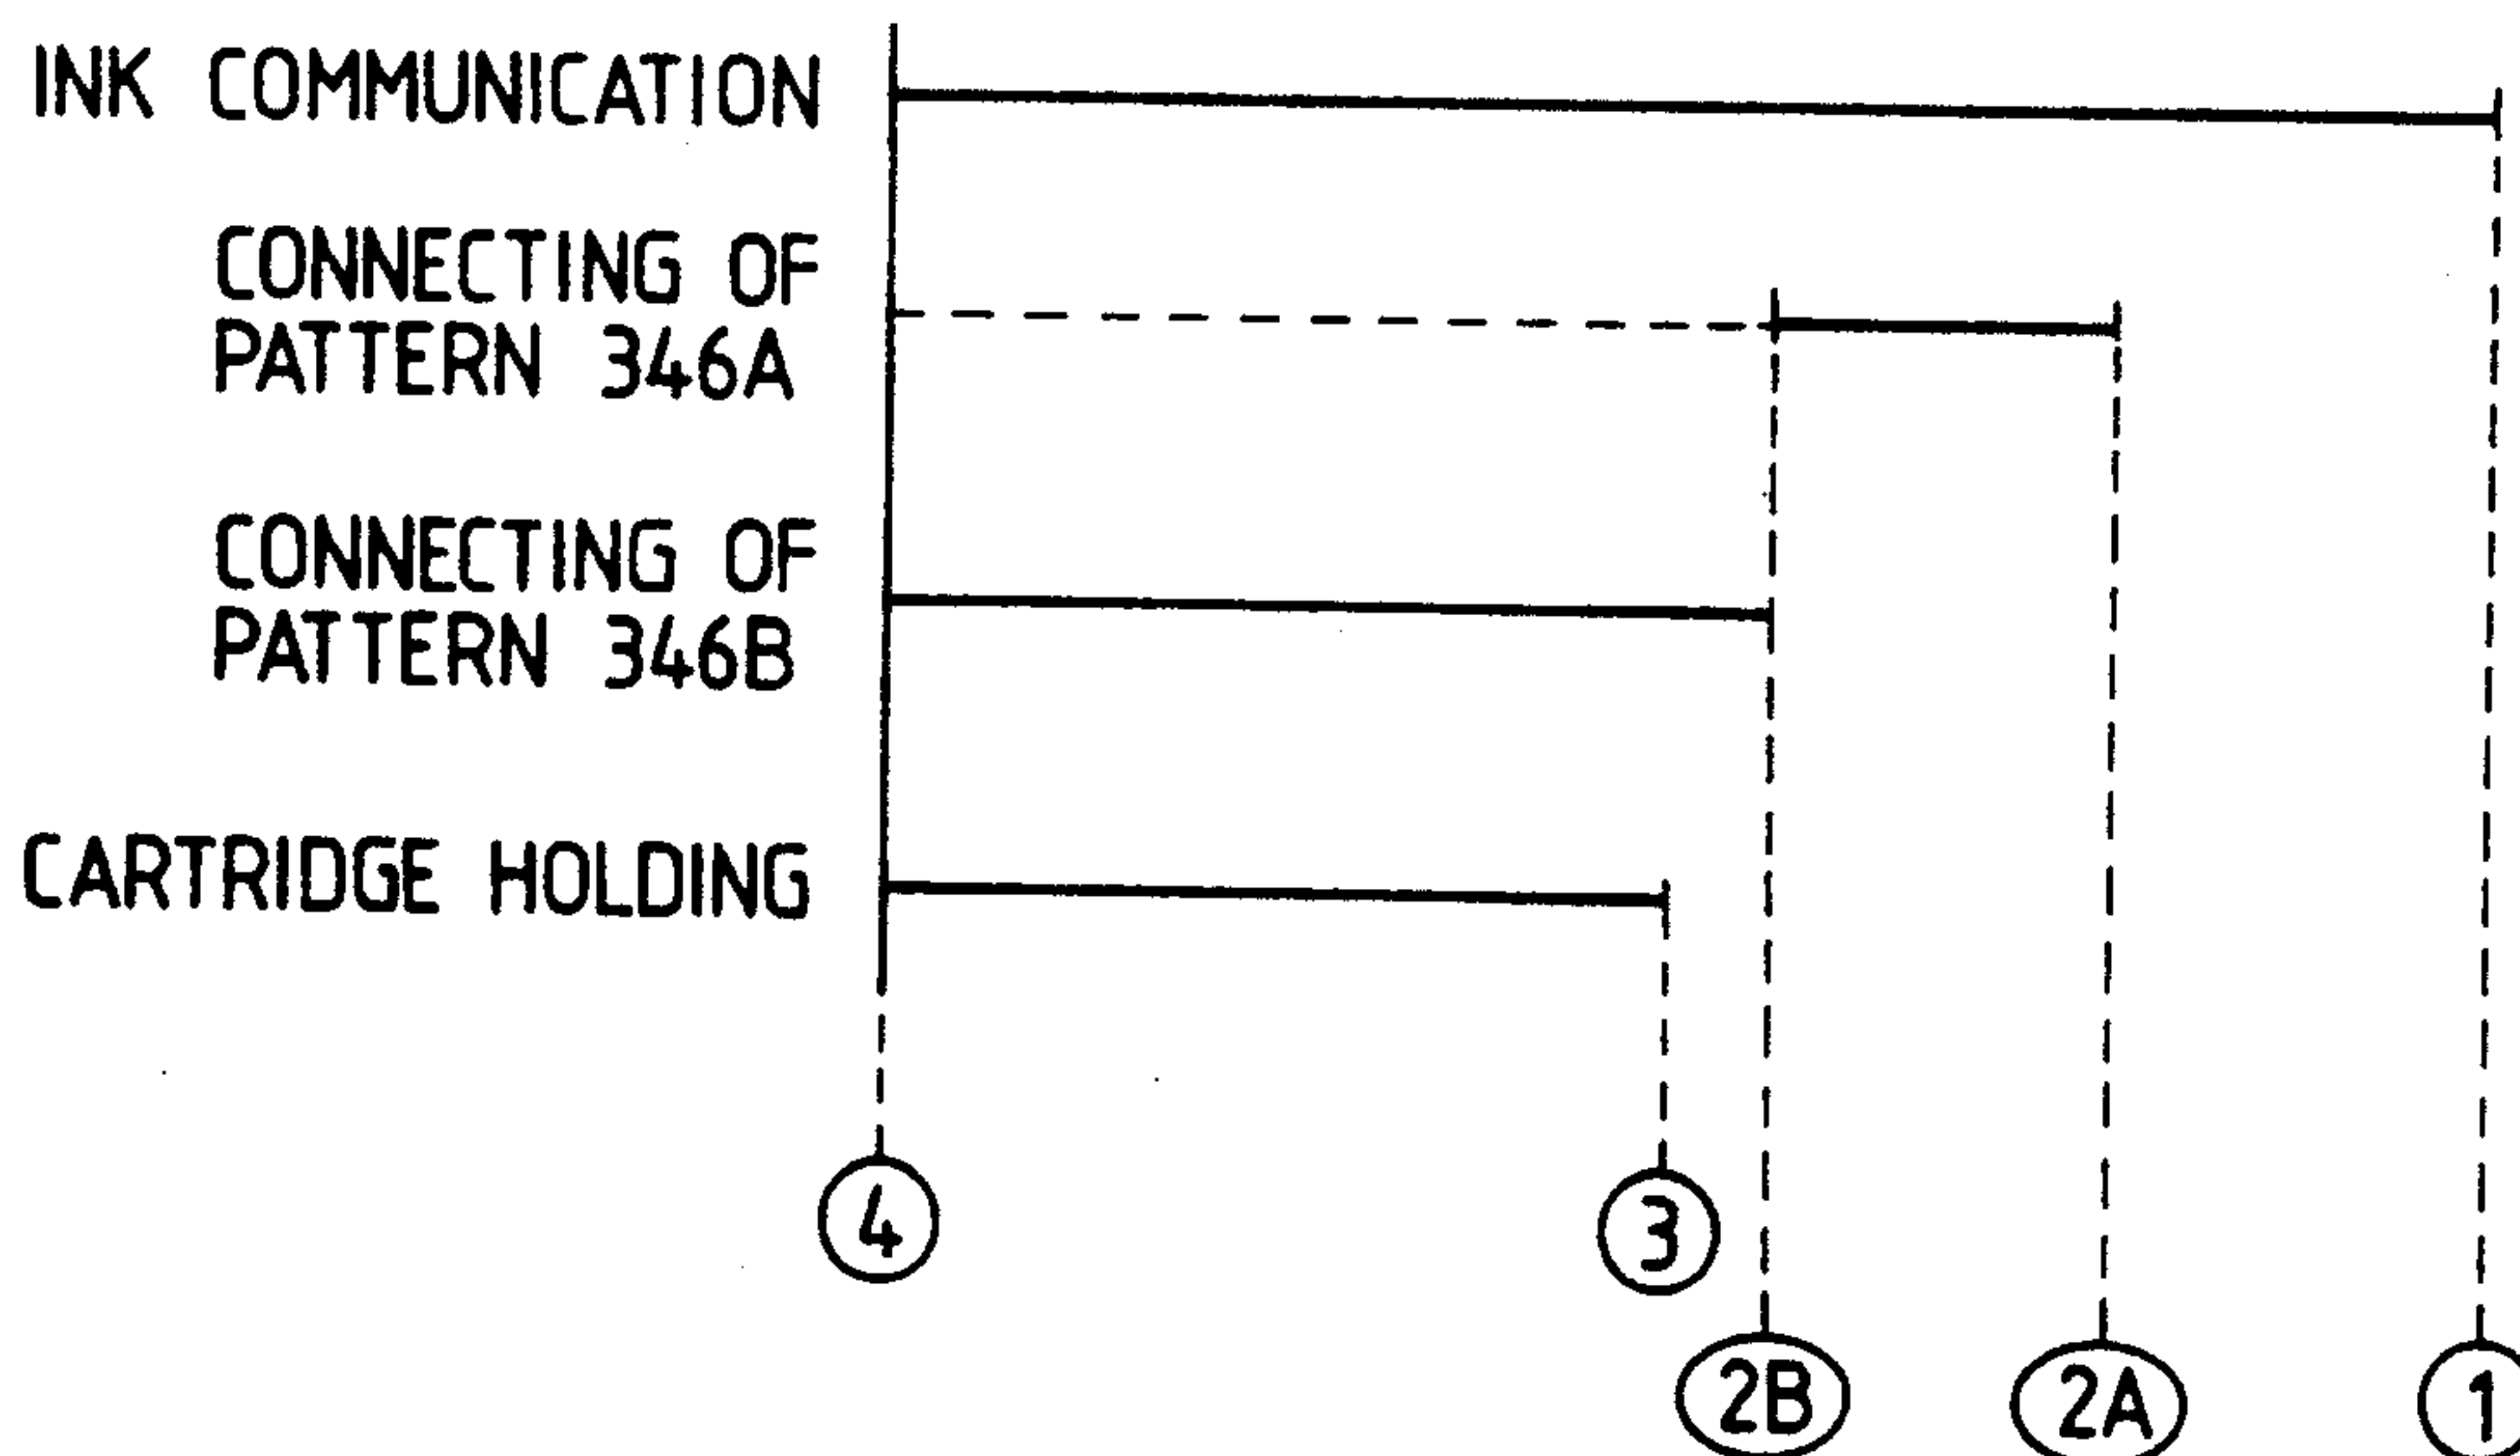 INK COMMUNICATION
CONNECTING OF
PATTERN 346A
CONNECTING OF
PATTERN 346B
CARTRIDGE HOLDING
4
3
2B
2A
1